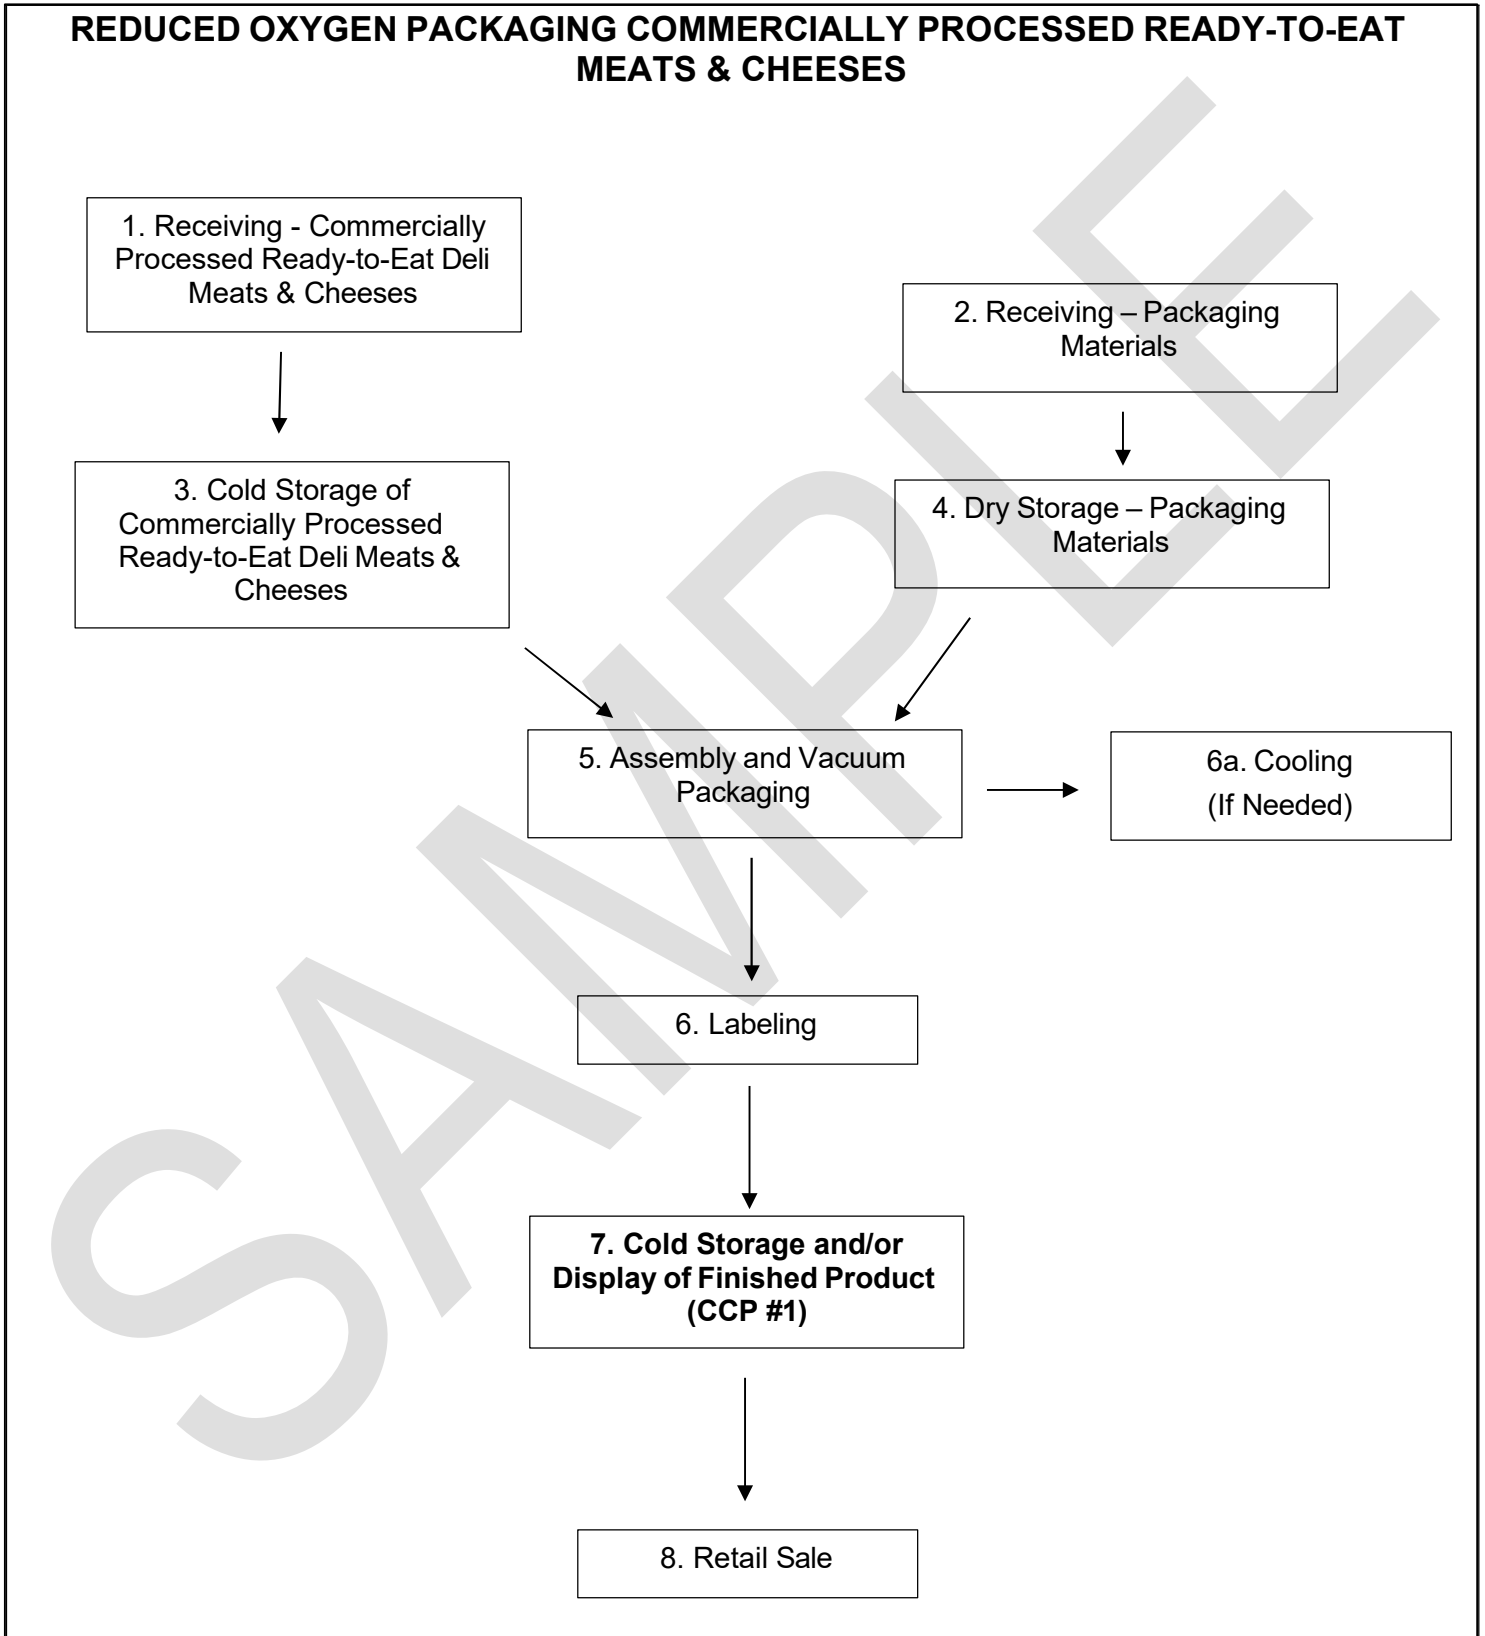 REDUCED OXYGEN PACKAGING COMMERCIALLY PROCESSED READY-TO-EAT
MEATS & CHEESES
1. Receiving - Commercially
Processed Ready-to-Eat Deli
Meats & Cheeses
2. Receiving – Packaging
Materials
3. Cold Storage of
Commercially Processed
Ready-to-Eat Deli Meats &
Cheeses
4. Dry Storage – Packaging
Materials
5. Assembly and Vacuum
Packaging
6a. Cooling
(If Needed)
6. Labeling
7. Cold Storage and/or
Display of Finished Product
(CCP #1)
8. Retail Sale
SAMPLE